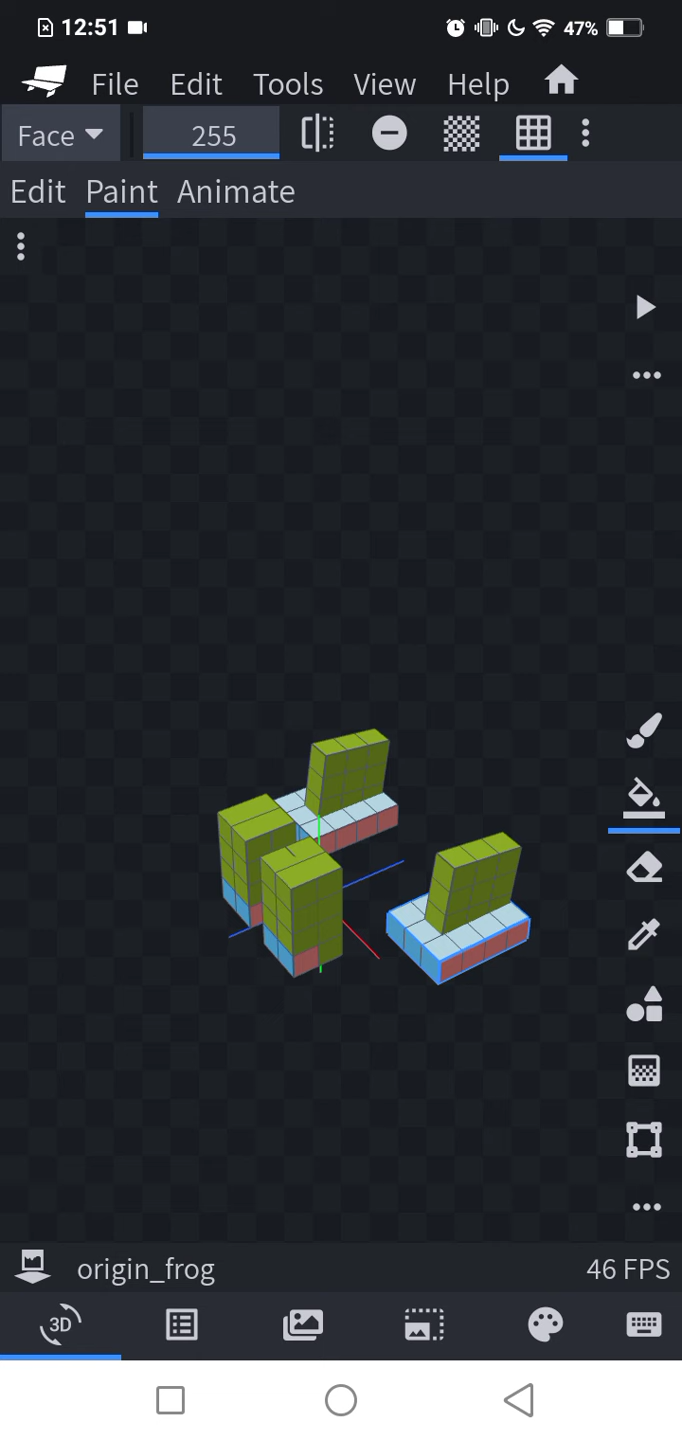 12:51 47%
File Edit Tools View Help
Face 255
Edit Paint Animate
3D
origin_frog 46 FPS